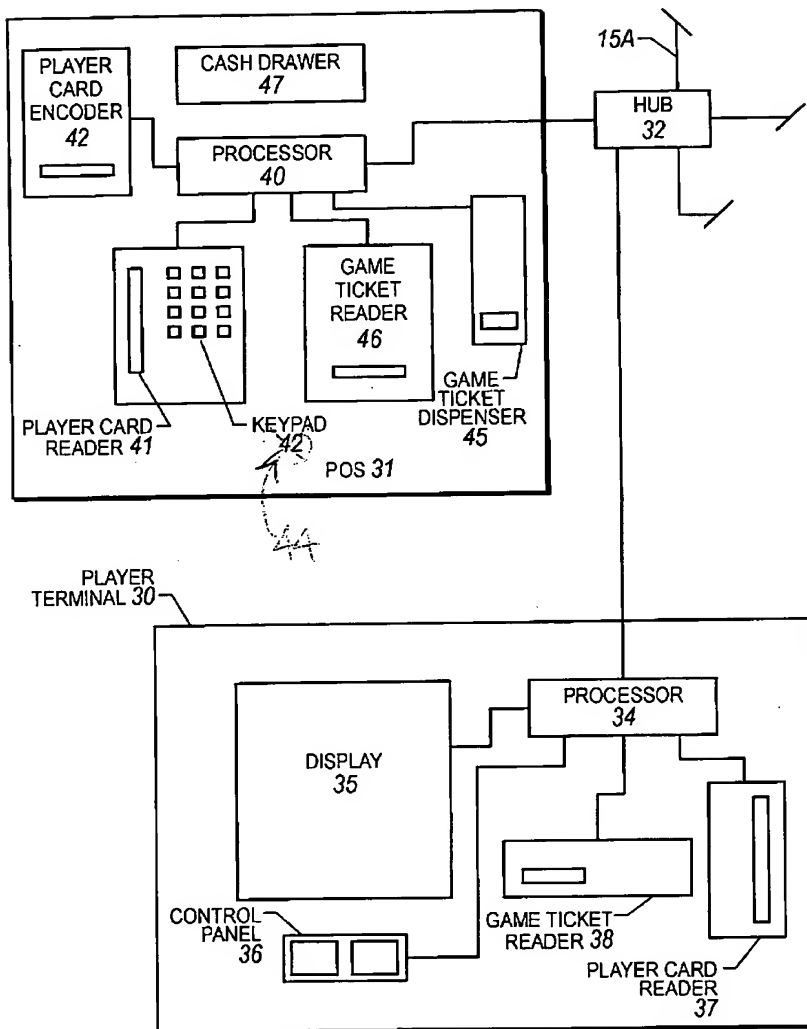 PLAYER
CARD
ENCODER
42
CASH DRAWER
47
15A
HUB
32
PROCESSOR
40
GAME
TICKET
READER
46
PLAYER CARD
READER 41
KEYPAD
42
GAME
TICKET
DISPENSER
45
POS 31
44
PLAYER
TERMINAL 30
PROCESSOR
34
DISPLAY
35
CONTROL
PANEL
36
GAME TICKET
READER 38
PLAYER CARD
READER
37